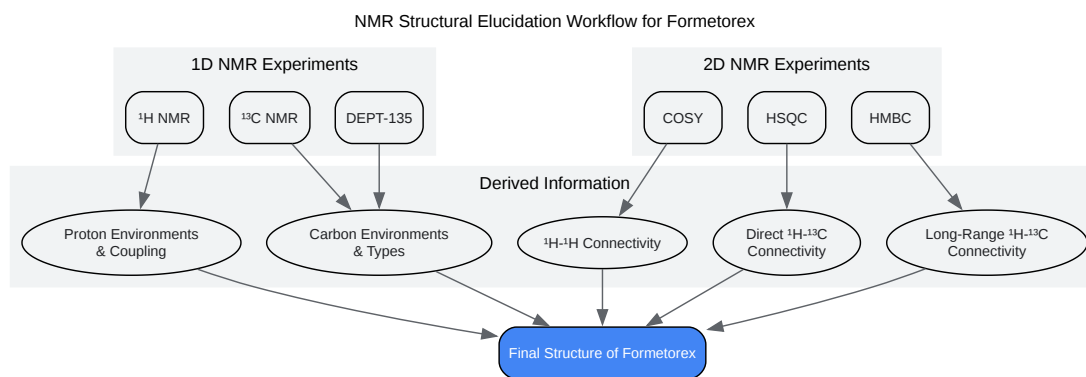 NMR Structural Elucidation Workflow for Formetorex
1D NMR Experiments
2D NMR Experiments
¹H NMR
¹³C NMR
DEPT-135
COSY
HSQC
HMBC
Derived Information
Proton Environments
& Coupling
Carbon Environments
& Types
¹H-¹H Connectivity
Direct ¹H-¹³C
Connectivity
Long-Range ¹H-¹³C
Connectivity
Final Structure of Formetorex